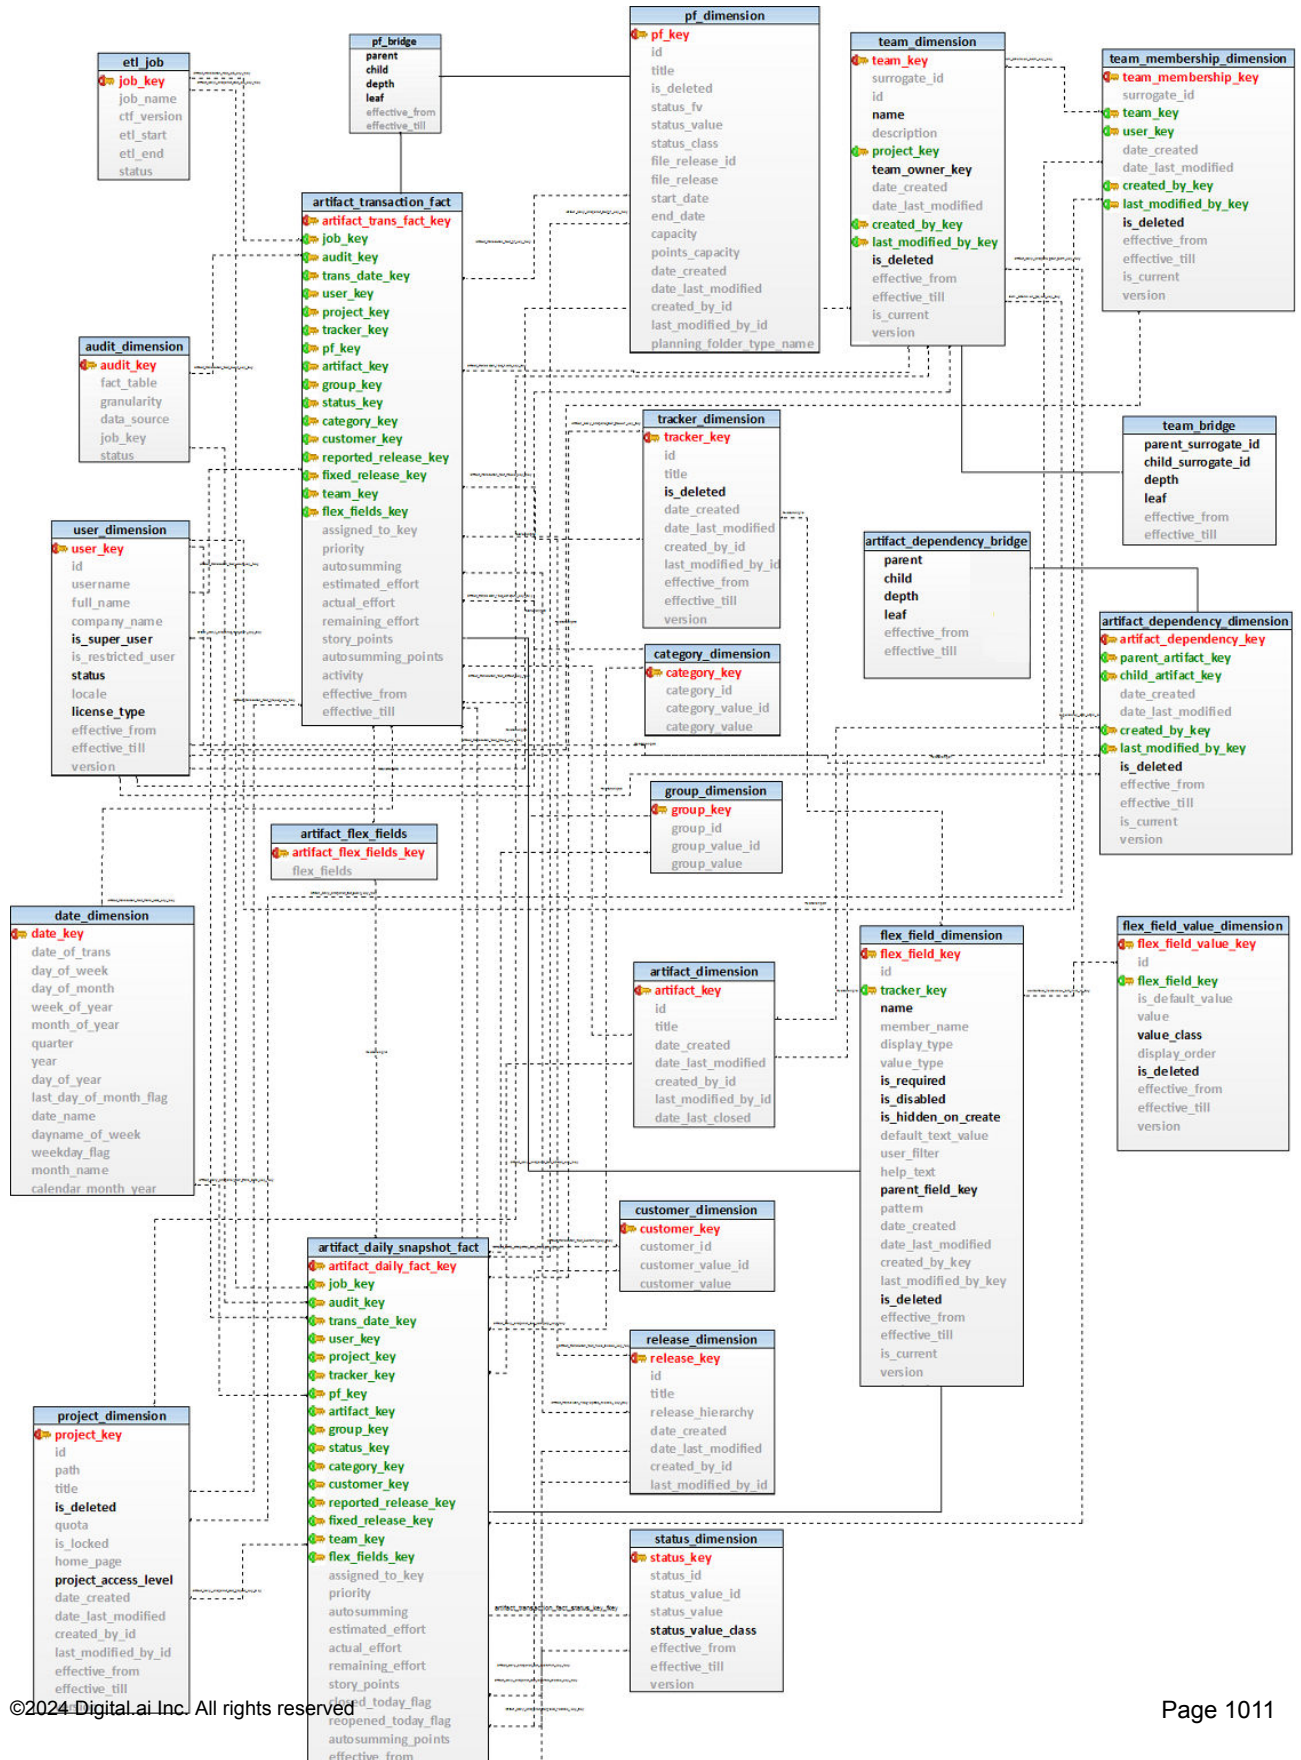 pf_dimension
pf_key
id
title
is_deleted
status_fv
status_value
status_class
file_release_id
file_release
start_date
end_date
capacity
points_capacity
date_created
date_last_modified
created_by_id
last_modified_by_id
planning_folder_type_name
pf_bridge
parent
child
depth
leaf
effective_from
effective_till
team_dimension
team_key
surrogate_id
id
name
description
project_key
team_owner_key
date_created
date_last_modified
created_by_key
last_modified_by_key
is_deleted
effective_from
effective_till
is_current
version
team_membership_dimension
team_membership_key
surrogate_id
team_key
user_key
date_created
date_last_modified
created_by_key
last_modified_by_key
is_deleted
effective_from
effective_till
is_current
version
etl_job
job_key
job_name
ctf_version
etl_start
etl_end
status
artifact_transaction_fact
artifact_trans_fact_key
job_key
audit_key
trans_date_key
user_key
project_key
tracker_key
pf_key
artifact_key
group_key
status_key
category_key
customer_key
reported_release_key
fixed_release_key
team_key
flex_fields_key
assigned_to_key
priority
autosumming
estimated_effort
actual_effort
remaining_effort
story_points
autosumming_points
activity
effective_from
effective_till
audit_dimension
audit_key
fact_table
granularity
data_source
job_key
status
tracker_dimension
tracker_key
id
title
is_deleted
date_created
date_last_modified
created_by_id
last_modified_by_id
effective_from
effective_till
version
team_bridge
parent_surrogate_id
child_surrogate_id
depth
leaf
effective_from
effective_till
user_dimension
user_key
id
username
full_name
company_name
is_super_user
is_restricted_user
status
locale
license_type
effective_from
effective_till
version
artifact_dependency_bridge
parent
child
depth
leaf
effective_from
effective_till
artifact_dependency_dimension
artifact_dependency_key
parent_artifact_key
child_artifact_key
date_created
date_last_modified
created_by_key
last_modified_by_key
is_deleted
effective_from
effective_till
is_current
version
category_dimension
category_key
category_id
category_value_id
category_value
group_dimension
group_key
group_id
group_value_id
group_value
artifact_flex_fields
artifact_flex_fields_key
flex_fields
date_dimension
date_key
date_of_trans
day_of_week
day_of_month
week_of_year
month_of_year
quarter
year
day_of_year
last_day_of_month_flag
date_name
dayname_of_week
weekday_flag
month_name
calendar_month_year
artifact_dimension
artifact_key
id
title
date_created
date_last_modified
created_by_id
last_modified_by_id
date_last_closed
flex_field_dimension
flex_field_key
id
tracker_key
name
member_name
display_type
value_type
is_required
is_disabled
is_hidden_on_create
default_text_value
user_filter
help_text
parent_field_key
pattern
date_created
date_last_modified
created_by_key
last_modified_by_key
is_deleted
effective_from
effective_till
is_current
version
flex_field_value_dimension
flex_field_value_key
id
flex_field_key
is_default_value
value
value_class
display_order
is_deleted
effective_from
effective_till
version
customer_dimension
customer_key
customer_id
customer_value_id
customer_value
artifact_daily_snapshot_fact
artifact_daily_fact_key
job_key
audit_key
trans_date_key
user_key
project_key
tracker_key
pf_key
artifact_key
group_key
status_key
category_key
customer_key
reported_release_key
fixed_release_key
team_key
flex_fields_key
assigned_to_key
priority
autosumming
estimated_effort
actual_effort
remaining_effort
story_points
closed_today_flag
reopened_today_flag
autosumming_points
effective_from
release_dimension
release_key
id
title
release_hierarchy
date_created
date_last_modified
created_by_id
last_modified_by_id
project_dimension
project_key
id
path
title
is_deleted
quota
is_locked
home_page
project_access_level
date_created
date_last_modified
created_by_id
last_modified_by_id
effective_from
effective_till
status_dimension
status_key
status_id
status_value_id
status_value
status_value_class
effective_from
effective_till
version
artifact_transaction_fact_status_key_fkey
©2024 Digital.ai Inc. All rights reserved
Page 1011